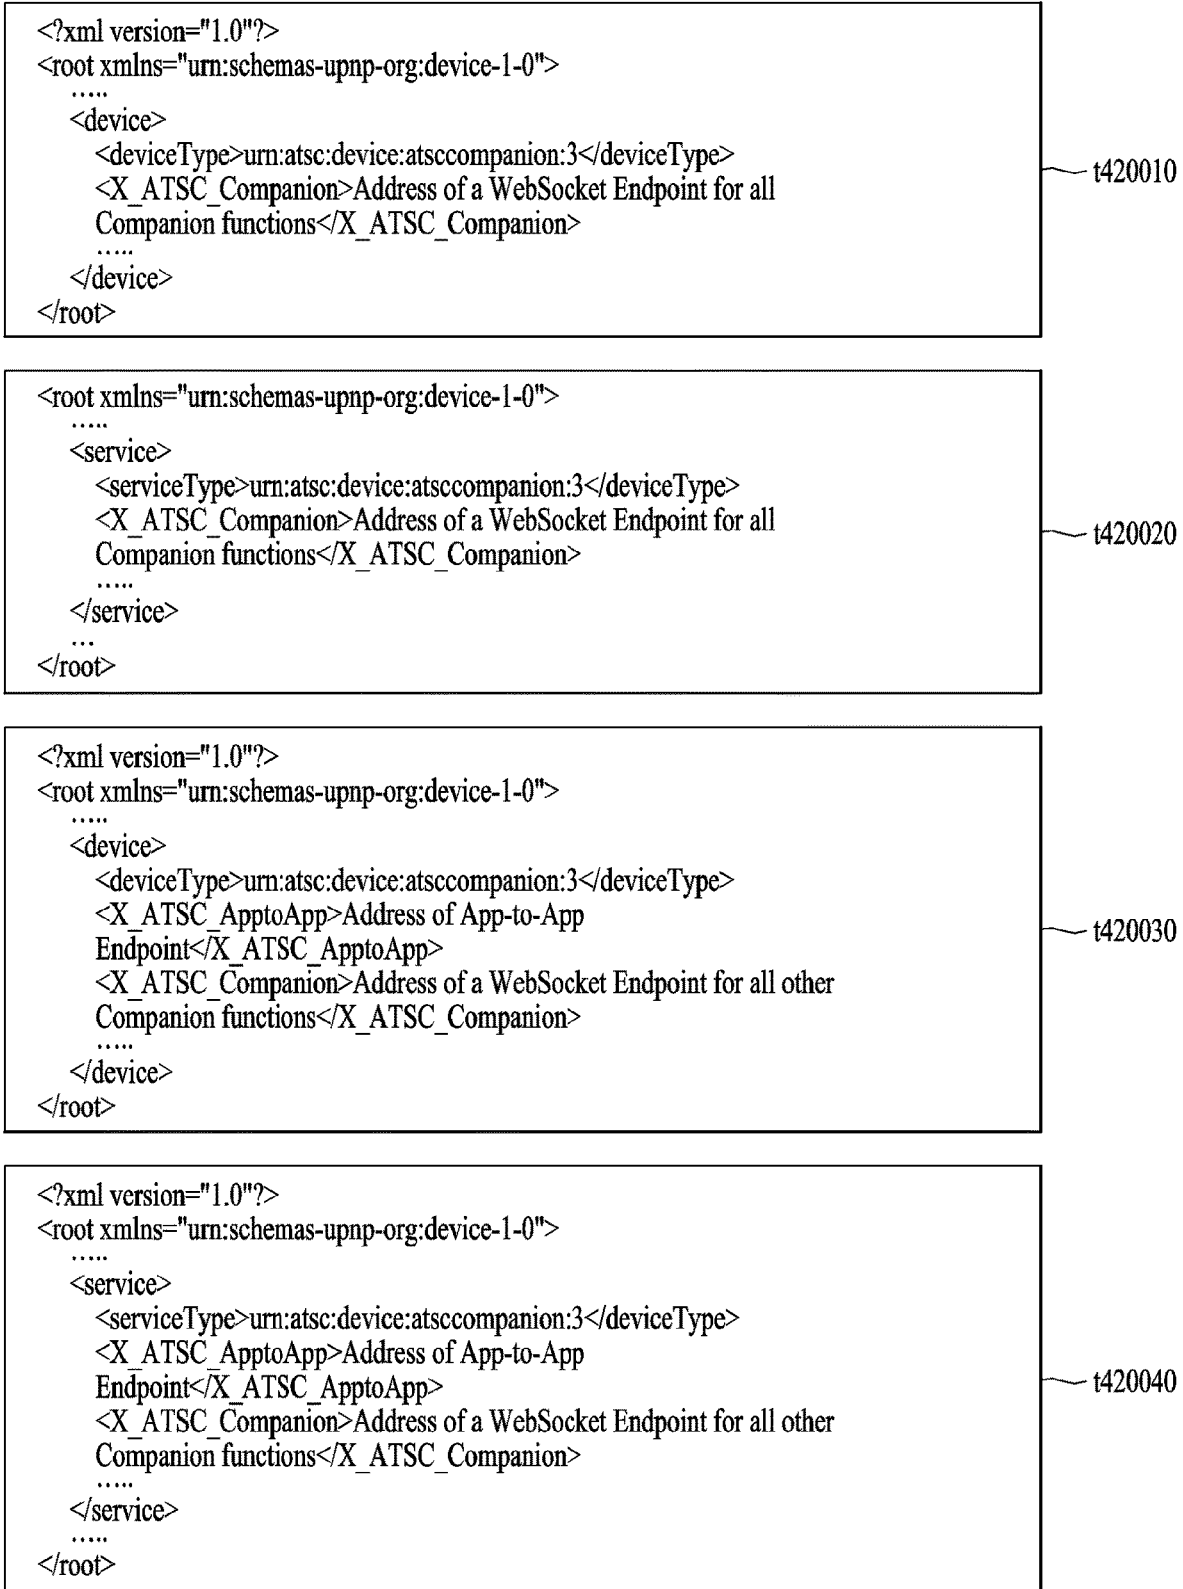 <?xml version="1.0"?>
<root xmlns="urn:schemas-upnp-org:device-1-0">
.....
<device>
<deviceType>urn:atsc:device:atsccompanion:3</deviceType>
<X_ATSC_Companion>Address of a WebSocket Endpoint for all
Companion functions</X_ATSC_Companion>
.....
</device>
</root>
t420010
<root xmlns="urn:schemas-upnp-org:device-1-0">
.....
<service>
<serviceType>urn:atsc:device:atsccompanion:3</deviceType>
<X_ATSC_Companion>Address of a WebSocket Endpoint for all
Companion functions</X_ATSC_Companion>
.....
</service>
...
</root>
t420020
<?xml version="1.0"?>
<root xmlns="urn:schemas-upnp-org:device-1-0">
.....
<device>
<deviceType>urn:atsc:device:atsccompanion:3</deviceType>
<X_ATSC_ApptoApp>Address of App-to-App
Endpoint</X_ATSC_ApptoApp>
<X_ATSC_Companion>Address of a WebSocket Endpoint for all other
Companion functions</X_ATSC_Companion>
.....
</device>
</root>
t420030
<?xml version="1.0"?>
<root xmlns="urn:schemas-upnp-org:device-1-0">
.....
<service>
<serviceType>urn:atsc:device:atsccompanion:3</deviceType>
<X_ATSC_ApptoApp>Address of App-to-App
Endpoint</X_ATSC_ApptoApp>
<X_ATSC_Companion>Address of a WebSocket Endpoint for all other
Companion functions</X_ATSC_Companion>
.....
</service>
.....
</root>
t420040